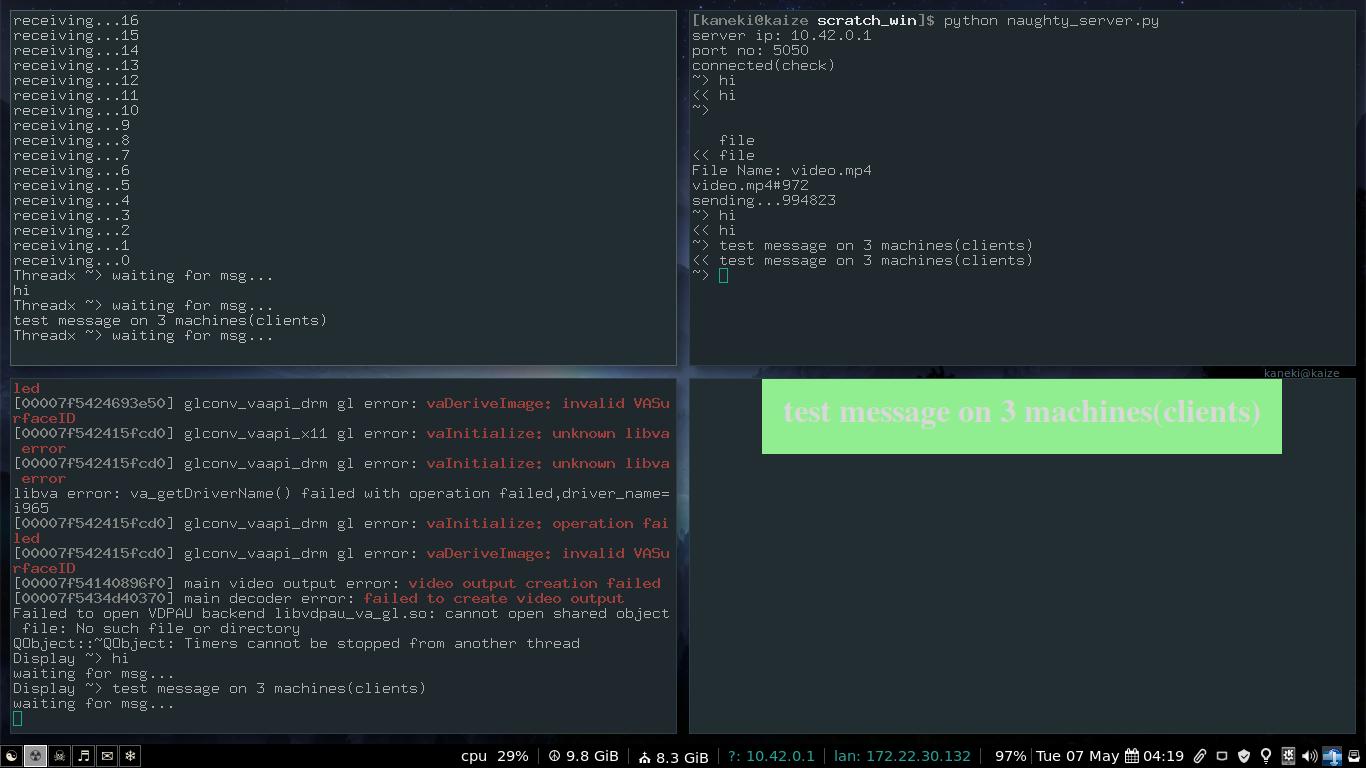 receiving...16
receiving...15
receiving...14
receiving...13
receiving...12
receiving...11
receiving...10
receiving...9
receiving...8
receiving...7
receiving...6
receiving...5
receiving...4
receiving...3
receiving...2
receiving...1
receiving...0
Threadx ~> waiting for msg...
hi
Threadx ~> waiting for msg...
test message on 3 machines(clients)
Threadx ~> waiting for msg...
[kaneki@kaize scratch_win]$ python naughty_server.py
server ip: 10.42.0.1
port no: 5050
connected(check)
~> hi
<< hi
~>
file
<< file
File Name: video.mp4
video.mp4#972
sending...994823
~> hi
<< hi
~> test message on 3 machines(clients)
<< test message on 3 machines(clients)
~>
kaneki@kaize
led
[00007f5424693e50] glconv_vaapi_drm gl error: vaDeriveImage: invalid VASu
rfaceID
[00007f542415fcd0] glconv_vaapi_x11 gl error: vaInitialize: unknown libva
error
[00007f542415fcd0] glconv_vaapi_drm gl error: vaInitialize: unknown libva
error
libva error: va_getDriverName() failed with operation failed,driver_name=
i965
[00007f542415fcd0] glconv_vaapi_drm gl error: vaInitialize: operation fai
led
[00007f542415fcd0] glconv_vaapi_drm gl error: vaDeriveImage: invalid VASu
rfaceID
[00007f54140896f0] main video output error: video output creation failed
[00007f5434d40370] main decoder error: failed to create video output
Failed to open VDPAU backend libvdpau_va_gl.so: cannot open shared object
file: No such file or directory
QObject::~QObject: Timers cannot be stopped from another thread
Display ~> hi
waiting for msg...
Display ~> test message on 3 machines(clients)
waiting for msg...
test message on 3 machines(clients)
cpu 29% 9.8 GiB 8.3 GiB ?: 10.42.0.1 lan: 172.22.30.132 97% Tue 07 May 04:19